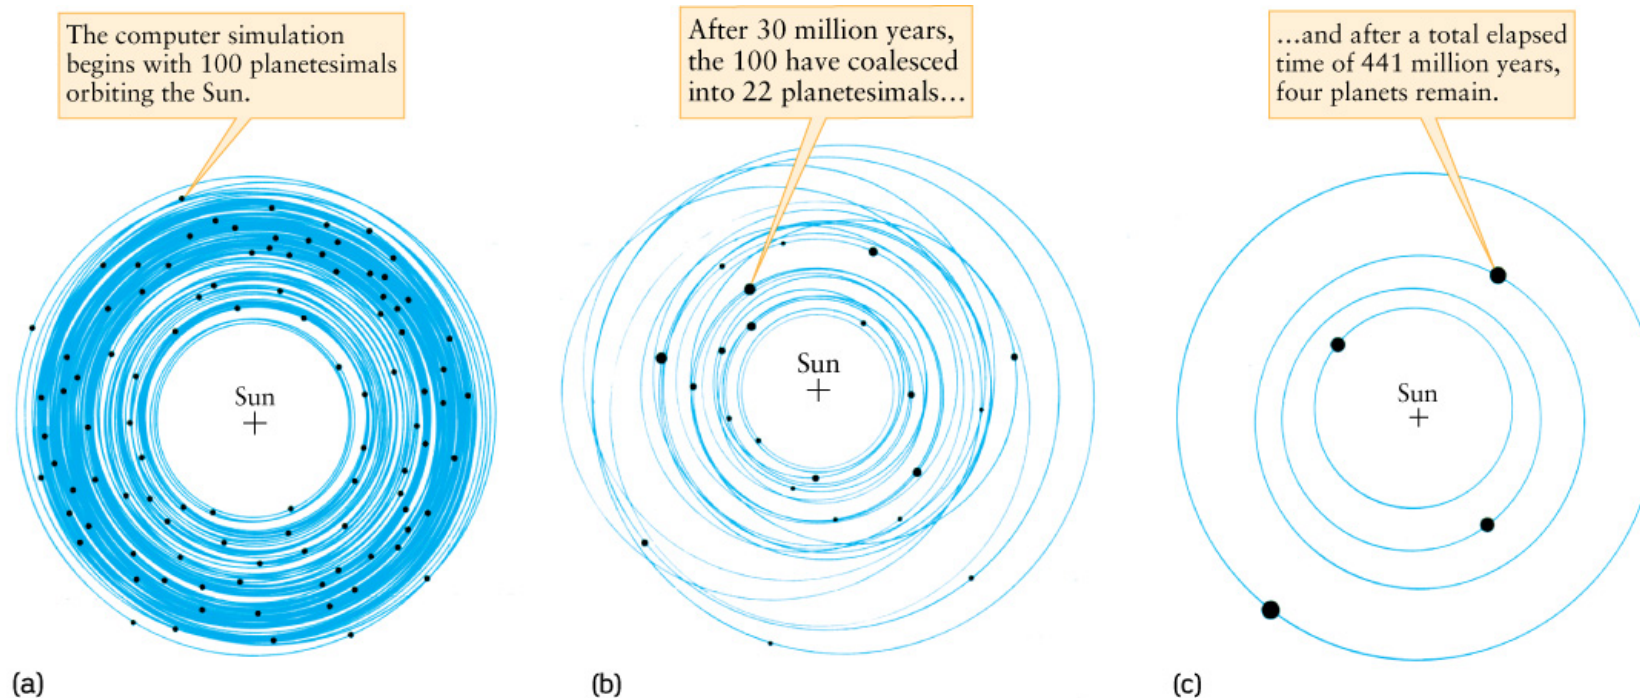 The computer simulation
begins with 100 planetesimals
orbiting the Sun.
After 30 million years,
the 100 have coalesced
into 22 planetesimals…
…and after a total elapsed
time of 441 million years,
four planets remain.
Sun
Sun
Sun
(a)
(b)
(c)